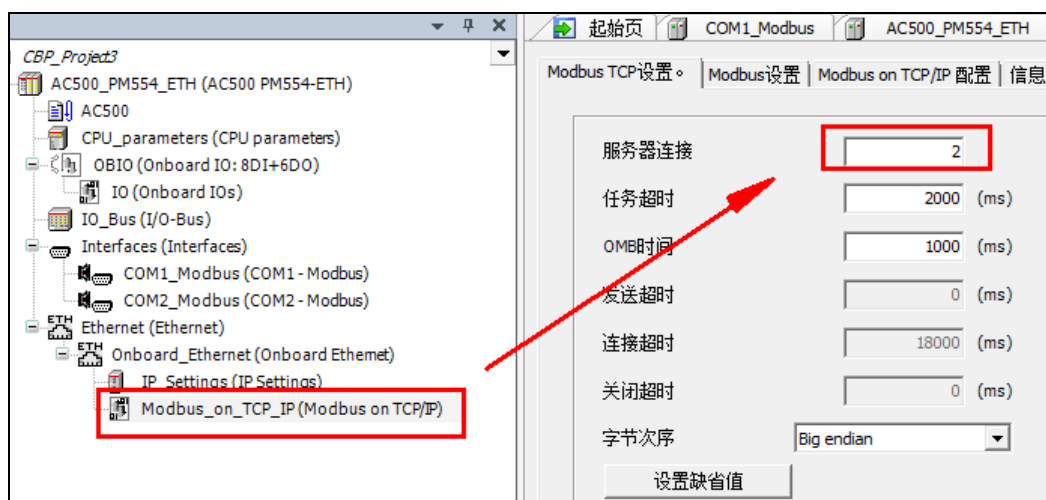 CBP_Project3
AC500_PM554_ETH (AC500 PM554-ETH)
AC500
CPU_parameters (CPU parameters)
OBIO (Onboard IO: 8DI+6DO)
IO (Onboard IOs)
IO_Bus (I/O-Bus)
Interfaces (Interfaces)
COM1_Modbus (COM1 - Modbus)
COM2_Modbus (COM2 - Modbus)
ETH Ethernet (Ethernet)
ETH Onboard_Ethernet (Onboard Ethernet)
IP_Settings (IP Settings)
Modbus_on_TCP_IP (Modbus on TCP/IP)
起始页 COM1_Modbus AC500_PM554_ETH
Modbus TCP设置。 Modbus设置 Modbus on TCP/IP 配置 信息
服务器连接 2
任务超时 2000 (ms)
OMB时间 1000 (ms)
发送超时 0 (ms)
连接超时 18000 (ms)
关闭超时 0 (ms)
字节次序 Big endian
设置缺省值